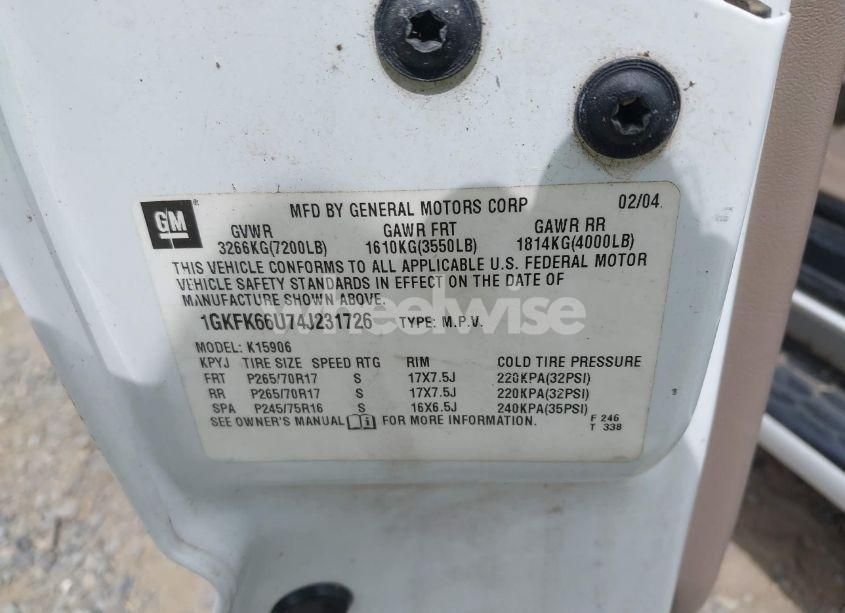 GM
MFD BY GENERAL MOTORS CORP 02/04
GVWR GAWR FRT GAWR RR
3266KG(7200LB) 1610KG(3550LB) 1814KG(4000LB)
THIS VEHICLE CONFORMS TO ALL APPLICABLE U.S. FEDERAL MOTOR
VEHICLE SAFETY STANDARDS IN EFFECT ON THE DATE OF
MANUFACTURE SHOWN ABOVE.
1GKFK66U74J231726 TYPE: M.P.V.
wheelwise
MODEL: K15906
KPYJ TIRE SIZE SPEED RTG RIM COLD TIRE PRESSURE
FRT P265/70R17 S 17X7.5J 220KPA(32PSI)
RR P265/70R17 S 17X7.5J 220KPA(32PSI)
SPA P245/75R16 S 16X6.5J 240KPA(35PSI)
SEE OWNER'S MANUAL FOR MORE INFORMATION.
F 246
T 338